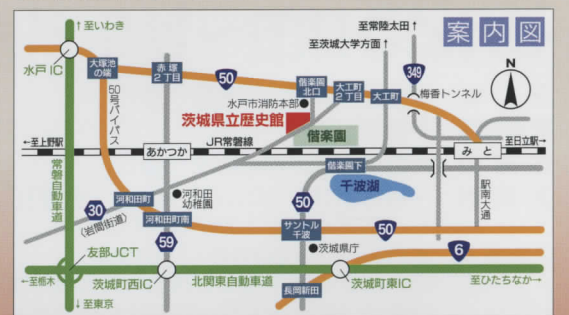 案内図
↑至いわき
至常陸太田↑
至茨城大学方面↑
水戸IC
大塚池の端
赤塚2丁目
50
偕楽園北口
大工町2丁目
大工町
349
梅香トンネル
N
水戸市消防本部
茨城県立歴史館
偕楽園
50号バイパス
←至上野駅
JR常磐線
→至日立駅
あかつか
みと
偕楽園下
千波湖
駅南大通
常磐自動車道
河和田町
河和田幼稚園
30
(岩間街道)
河和田町南
50
サントル千波
50
59
茨城県庁
6
友部JCT
←至栃木
茨城町西IC
北関東自動車道
茨城町東IC
至ひたちなか→
長岡新田
↓至東京